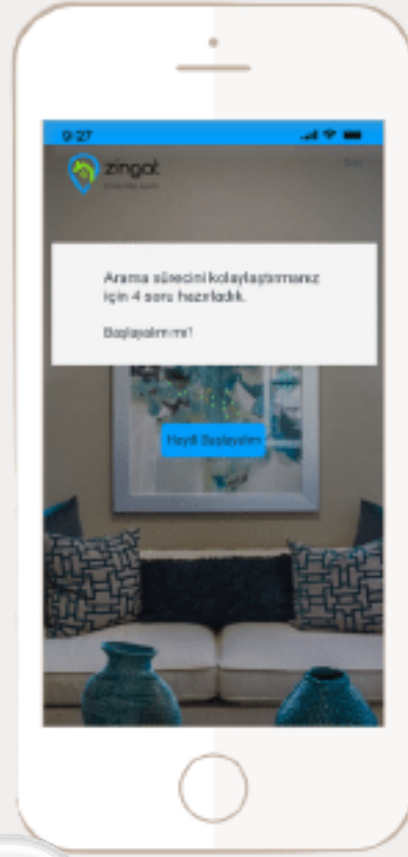 9:27
zingat
Arama sürecini kolaylaştırmanız
için 4 soru hazırladık.
Başlayalım mı?
Haydi Başlayalım